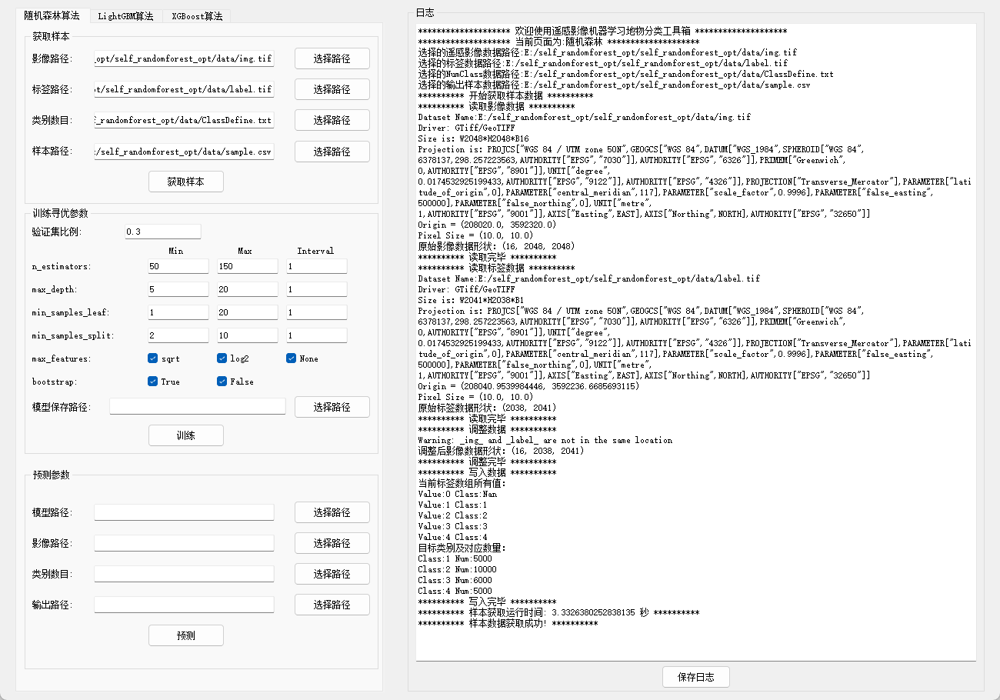 随机森林算法 LightGBM算法 XGBoost算法
获取样本
影像路径: _opt/self_randomforest_opt/data/img.tif 选择路径
标签路径: ot/self_randomforest_opt/data/label.tif 选择路径
类别数目: f_randomforest_opt/data/ClassDefine.txt 选择路径
样本路径: :/self_randomforest_opt/data/sample.csv 选择路径
获取样本
训练寻优参数
验证集比例: 0.3
Min Max Interval
n_estimators: 50 150 1
max_depth: 5 20 1
min_samples_leaf: 1 20 1
min_samples_split: 2 10 1
max_features: sqrt log2 None
bootstrap: True False
模型保存路径: 选择路径
训练
预测参数
模型路径: 选择路径
影像路径: 选择路径
类别数目: 选择路径
输出路径: 选择路径
预测
日志
******************** 欢迎使用遥感影像机器学习地物分类工具箱 ********************
******************** 当前页面为:随机森林 ********************
选择的遥感影像数据路径:E:/self_randomforest_opt/self_randomforest_opt/data/img.tif
选择的标签数据路径:E:/self_randomforest_opt/self_randomforest_opt/data/label.tif
选择的NumClass数据路径:E:/self_randomforest_opt/self_randomforest_opt/data/ClassDefine.txt
选择的输出样本数据路径:E:/self_randomforest_opt/self_randomforest_opt/data/sample.csv
********** 开始获取样本数据 **********
********** 读取影像数据 **********
Dataset Name:E:/self_randomforest_opt/self_randomforest_opt/data/img.tif
Driver: GTiff/GeoTIFF
Size is: W2048*H2048*B16
Projection is: PROJCS["WGS 84 / UTM zone 50N",GEOGCS["WGS 84",DATUM["WGS_1984",SPHEROID["WGS 84",
6378137,298.257223563,AUTHORITY["EPSG","7030"]],AUTHORITY["EPSG","6326"]],PRIMEM["Greenwich",
0,AUTHORITY["EPSG","8901"]],UNIT["degree",
0.0174532925199433,AUTHORITY["EPSG","9122"]],AUTHORITY["EPSG","4326"]],PROJECTION["Transverse_Mercator"],PARAMETER["lati
tude_of_origin",0],PARAMETER["central_meridian",117],PARAMETER["scale_factor",0.9996],PARAMETER["false_easting",
500000],PARAMETER["false_northing",0],UNIT["metre",
1,AUTHORITY["EPSG","9001"]],AXIS["Easting",EAST],AXIS["Northing",NORTH],AUTHORITY["EPSG","32650"]]
Origin = (208020.0, 3592320.0)
Pixel Size = (10.0, 10.0)
原始影像数据形状: (16, 2048, 2048)
********** 读取完毕 **********
********** 读取标签数据 **********
Dataset Name:E:/self_randomforest_opt/self_randomforest_opt/data/label.tif
Driver: GTiff/GeoTIFF
Size is: W2041*H2038*B1
Projection is: PROJCS["WGS 84 / UTM zone 50N",GEOGCS["WGS 84",DATUM["WGS_1984",SPHEROID["WGS 84",
6378137,298.257223563,AUTHORITY["EPSG","7030"]],AUTHORITY["EPSG","6326"]],PRIMEM["Greenwich",
0,AUTHORITY["EPSG","8901"]],UNIT["degree",
0.0174532925199433,AUTHORITY["EPSG","9122"]],AUTHORITY["EPSG","4326"]],PROJECTION["Transverse_Mercator"],PARAMETER["lati
tude_of_origin",0],PARAMETER["central_meridian",117],PARAMETER["scale_factor",0.9996],PARAMETER["false_easting",
500000],PARAMETER["false_northing",0],UNIT["metre",
1,AUTHORITY["EPSG","9001"]],AXIS["Easting",EAST],AXIS["Northing",NORTH],AUTHORITY["EPSG","32650"]]
Origin = (208040.9539984446, 3592236.6685693115)
Pixel Size = (10.0, 10.0)
原始标签数据形状: (2038, 2041)
********** 读取完毕 **********
********** 调整数据 **********
Warning: _img_ and _label_ are not in the same location
调整后影像数据形状: (16, 2038, 2041)
********** 调整完毕 **********
********** 写入数据 **********
当前标签数组所有值:
Value:0 Class:Nan
Value:1 Class:1
Value:2 Class:2
Value:3 Class:3
Value:4 Class:4
目标类别及对应数量:
Class:1 Num:5000
Class:2 Num:10000
Class:3 Num:6000
Class:4 Num:5000
********** 写入完毕 **********
********** 样本获取运行时间: 3.3326380252838135 秒 **********
********** 样本数据获取成功! **********
保存日志